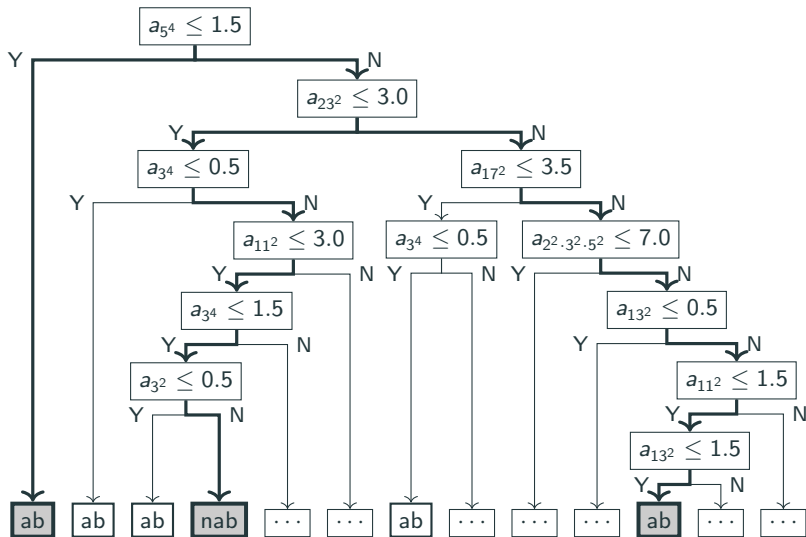 a_{5^4} ≤ 1.5
Y N
a_{23^2} ≤ 3.0
Y N
a_{3^4} ≤ 0.5 a_{17^2} ≤ 3.5
Y N Y N
a_{11^2} ≤ 3.0 a_{3^4} ≤ 0.5 a_{2^2·3^2·5^2} ≤ 7.0
Y N Y N Y N
a_{3^4} ≤ 1.5 a_{13^2} ≤ 0.5
Y N Y N
a_{3^2} ≤ 0.5 a_{11^2} ≤ 1.5
Y N Y N
a_{13^2} ≤ 1.5
Y N
ab ab ab nab ··· ··· ab ··· ··· ··· ab ··· ···